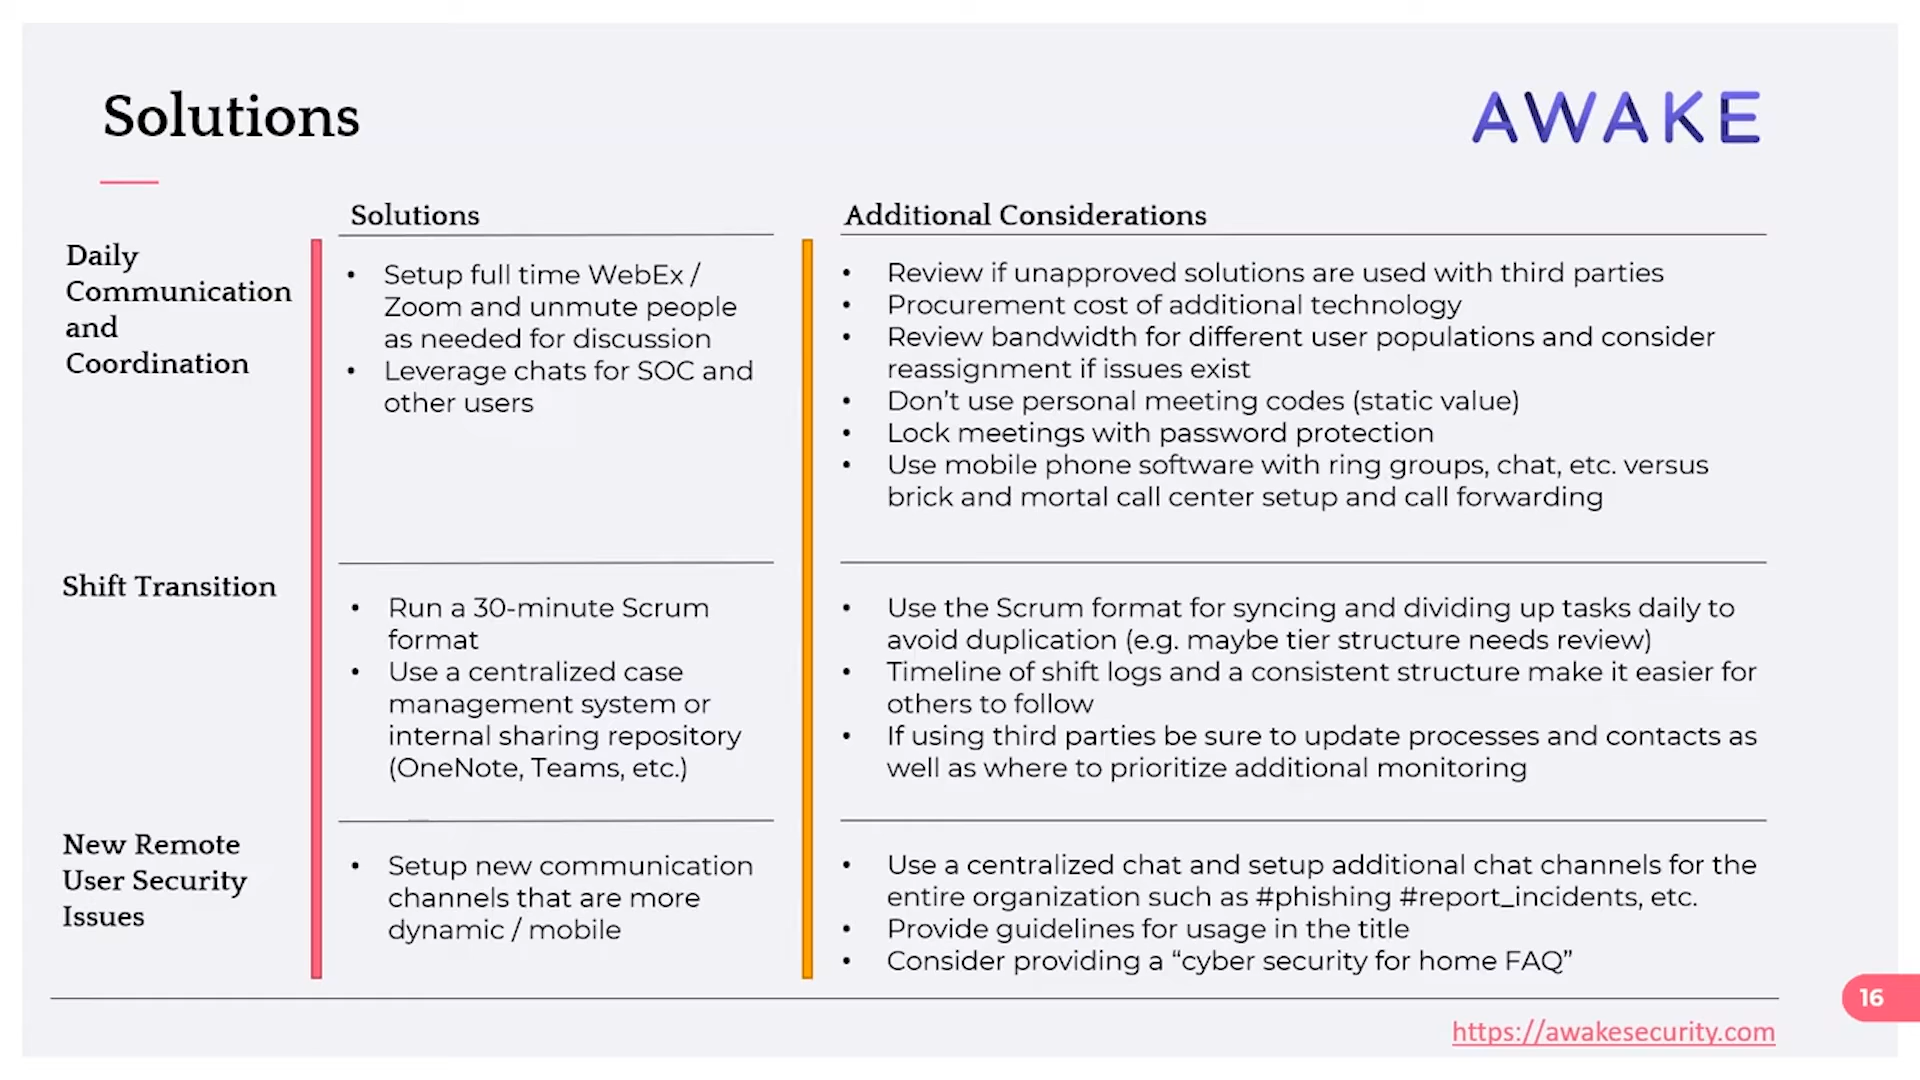 Solutions
AWAKE
Solutions
Additional Considerations
Daily
Communication
and
Coordination
• Setup full time WebEx /
Zoom and unmute people
as needed for discussion
• Leverage chats for SOC and
other users
• Review if unapproved solutions are used with third parties
• Procurement cost of additional technology
• Review bandwidth for different user populations and consider
reassignment if issues exist
• Don’t use personal meeting codes (static value)
• Lock meetings with password protection
• Use mobile phone software with ring groups, chat, etc. versus
brick and mortal call center setup and call forwarding
Shift Transition
• Run a 30-minute Scrum
format
• Use a centralized case
management system or
internal sharing repository
(OneNote, Teams, etc.)
• Use the Scrum format for syncing and dividing up tasks daily to
avoid duplication (e.g. maybe tier structure needs review)
• Timeline of shift logs and a consistent structure make it easier for
others to follow
• If using third parties be sure to update processes and contacts as
well as where to prioritize additional monitoring
New Remote
User Security
Issues
• Setup new communication
channels that are more
dynamic / mobile
• Use a centralized chat and setup additional chat channels for the
entire organization such as #phishing #report_incidents, etc.
• Provide guidelines for usage in the title
• Consider providing a “cyber security for home FAQ”
16
https://awakesecurity.com